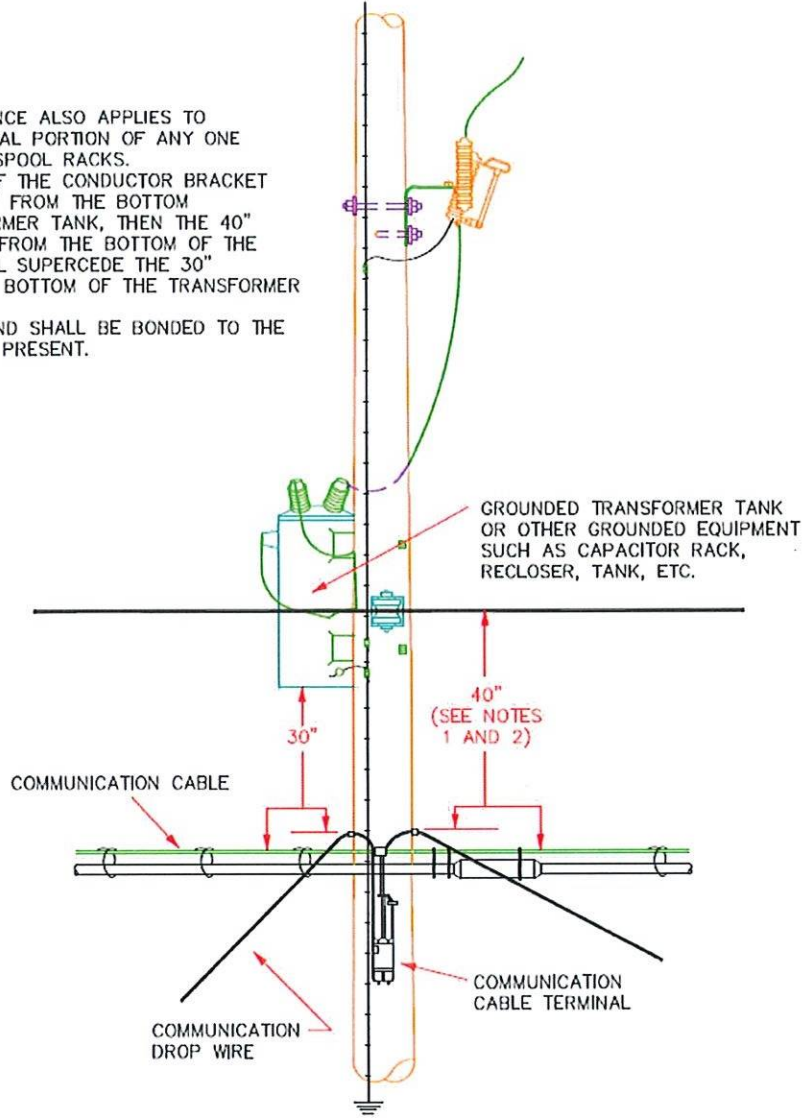 NCE ALSO APPLIES TO
AL PORTION OF ANY ONE
SPOOL RACKS.
F THE CONDUCTOR BRACKET
FROM THE BOTTOM
RMER TANK, THEN THE 40"
FROM THE BOTTOM OF THE
L SUPERCEDE THE 30"
BOTTOM OF THE TRANSFORMER
ND SHALL BE BONDED TO THE
PRESENT.
GROUNDED TRANSFORMER TANK
OR OTHER GROUNDED EQUIPMENT
SUCH AS CAPACITOR RACK,
RECLOSER, TANK, ETC.
40"
(SEE NOTES
1 AND 2)
30"
COMMUNICATION CABLE
COMMUNICATION
CABLE TERMINAL
COMMUNICATION
DROP WIRE